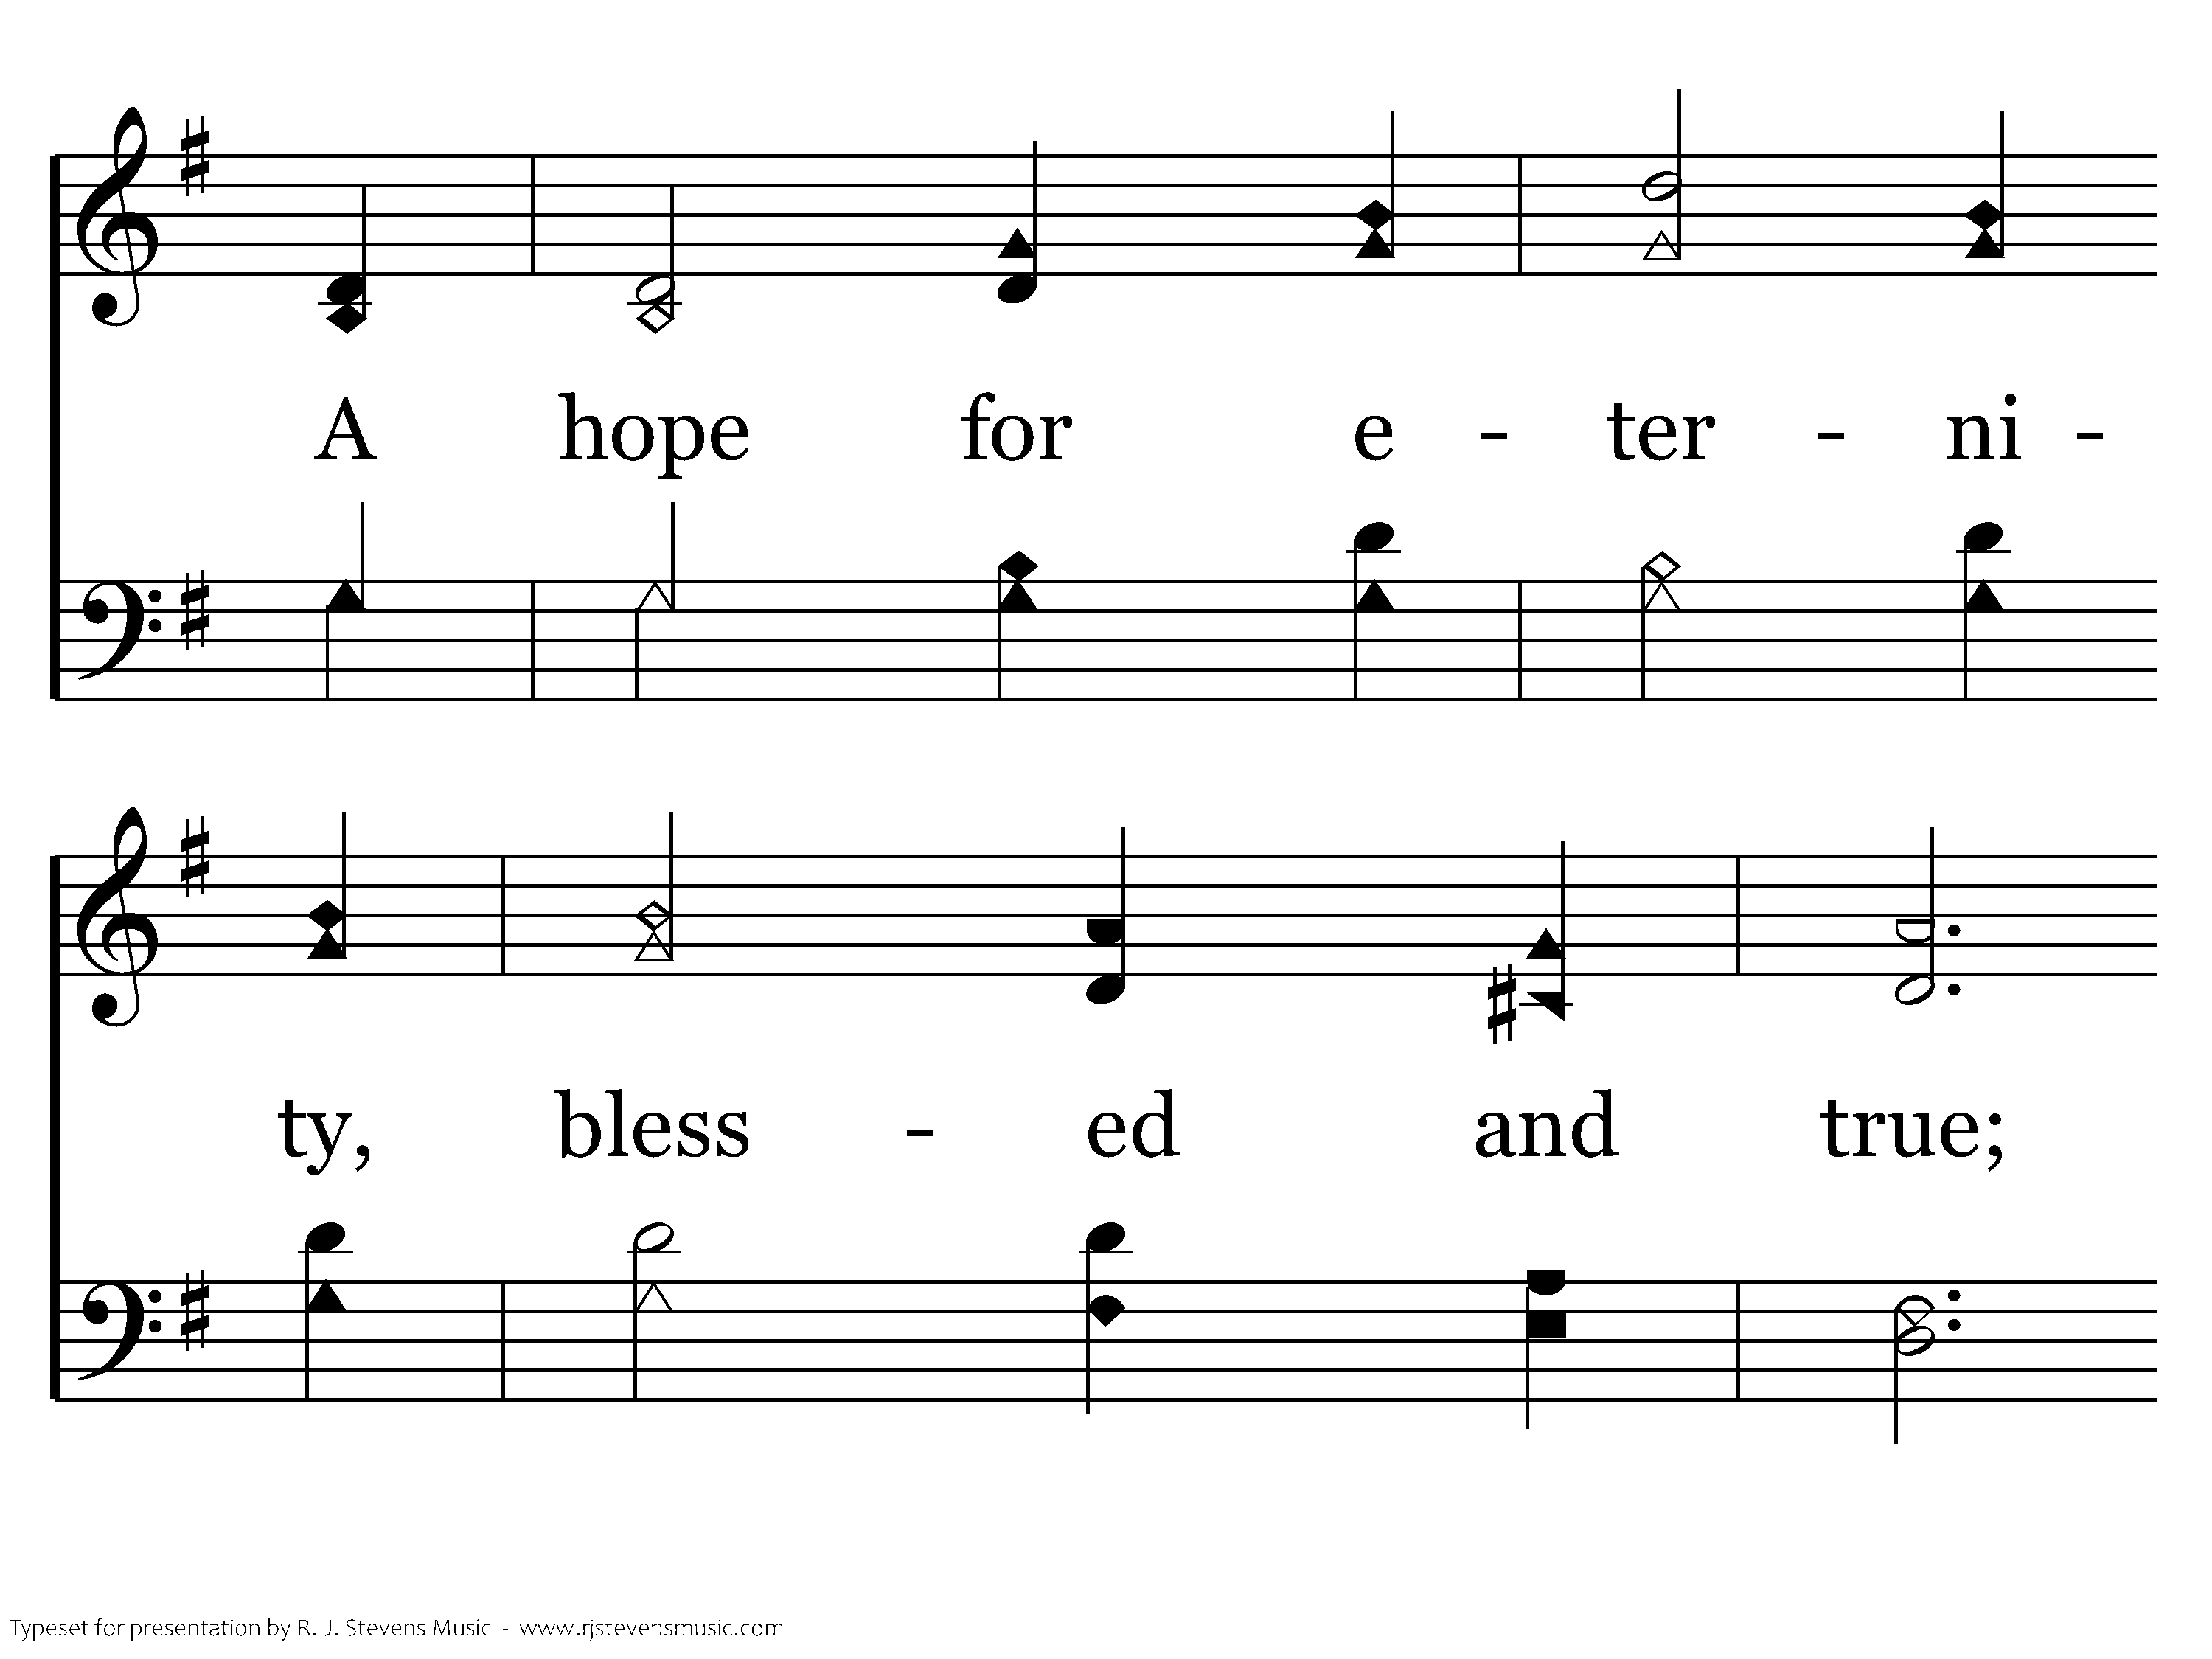 A hope for e - ter - ni -
ty, bless - ed and true;
Typeset for presentation by R. J. Stevens Music - www.rjstevensmusic.com